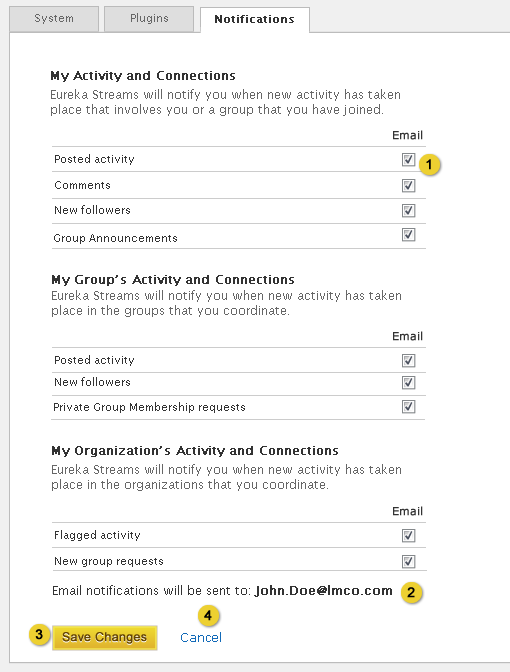 System Plugins Notifications
My Activity and Connections
Eureka Streams will notify you when new activity has taken
place that involves you or a group that you have joined.
Email
Posted activity 1
Comments
New followers
Group Announcements
My Group's Activity and Connections
Eureka Streams will notify you when new activity has taken
place in the groups that you coordinate.
Email
Posted activity
New followers
Private Group Membership requests
My Organization's Activity and Connections
Eureka Streams will notify you when new activity has taken
place in the organizations that you coordinate.
Email
Flagged activity
New group requests
Email notifications will be sent to: John.Doe@lmco.com 2
4
3 Save Changes Cancel